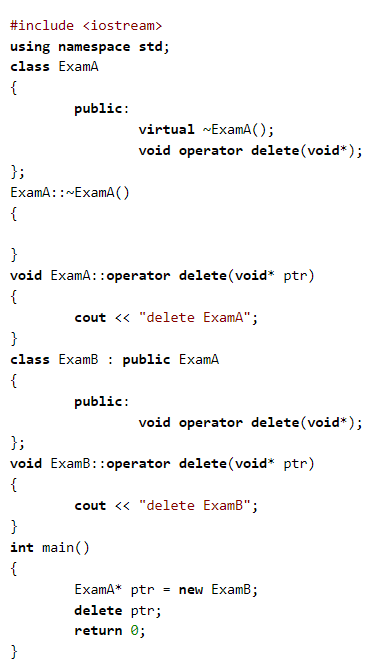 #include <iostream>
using namespace std;
class ExamA
{
        public:
                virtual ~ExamA();
                void operator delete(void*);
};
ExamA::~ExamA()
{

}
void ExamA::operator delete(void* ptr)
{
        cout << "delete ExamA";
}
class ExamB : public ExamA
{
        public:
                void operator delete(void*);
};
void ExamB::operator delete(void* ptr)
{
        cout << "delete ExamB";
}
int main()
{
        ExamA* ptr = new ExamB;
        delete ptr;
        return 0;
}